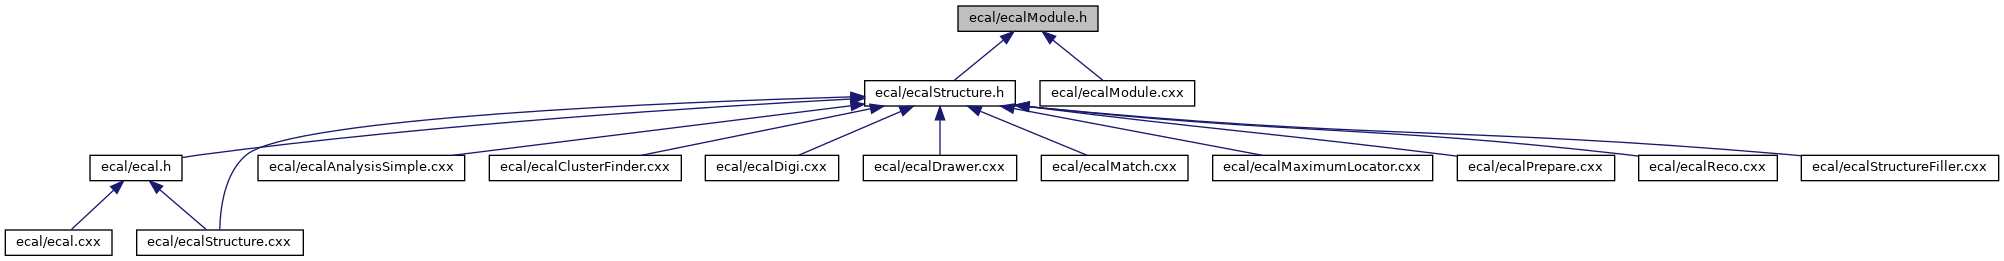 ecal/ecalModule.h
ecal/ecalStructure.h
ecal/ecalModule.cxx
ecal/ecal.h
ecal/ecalAnalysisSimple.cxx
ecal/ecalClusterFinder.cxx
ecal/ecalDigi.cxx
ecal/ecalDrawer.cxx
ecal/ecalMatch.cxx
ecal/ecalMaximumLocator.cxx
ecal/ecalPrepare.cxx
ecal/ecalReco.cxx
ecal/ecalStructureFiller.cxx
ecal/ecal.cxx
ecal/ecalStructure.cxx